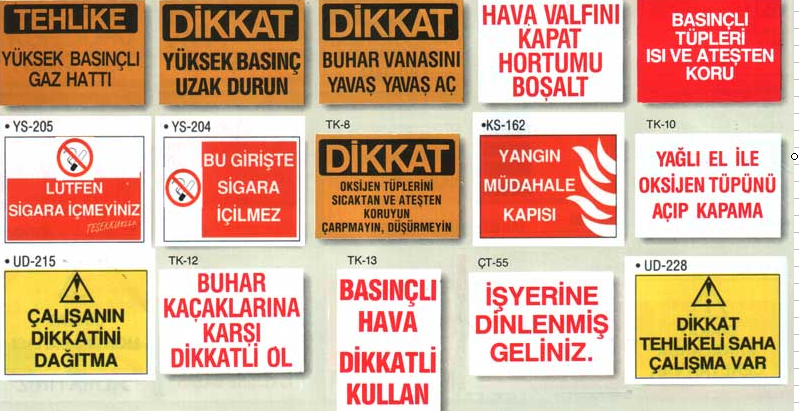 TEHLİKE
YÜKSEK BASINÇLI
GAZ HATTI
DİKKAT
YÜKSEK BASINÇ
UZAK DURUN
DİKKAT
BUHAR VANASINI
YAVAŞ YAVAŞ AÇ
HAVA VALFINI
KAPAT
HORTUMU
BOŞALT
BASINÇLI
TÜPLERİ
ISI VE ATEŞTEN
KORU
• YS-205
LÜTFEN
SİGARA İÇMEYİNİZ
TEŞEKKÜRLER
• YS-204
BU GİRİŞTE
SİGARA
İÇİLMEZ
TK-8
DİKKAT
OKSİJEN TÜPLERİNİ
SICAKTAN VE ATEŞTEN
KORUYUN
ÇARPMAYIN, DÜŞÜRMEYİN
•KS-162
YANGIN
MÜDAHALE
KAPISI
TK-10
YAĞLI EL İLE
OKSİJEN TÜPÜNÜ
AÇIP KAPAMA
• UD-215
ÇALIŞANIN
DİKKATİNİ
DAĞITMA
TK-12
BUHAR
KAÇAKLARINA
KARŞI
DİKKATLİ OL
TK-13
BASINÇLI
HAVA
DİKKATLİ
KULLAN
ÇT-55
İŞYERİNE
DİNLENMİŞ
GELİNİZ.
• UD-228
DİKKAT
TEHLİKELİ SAHA
ÇALIŞMA VAR